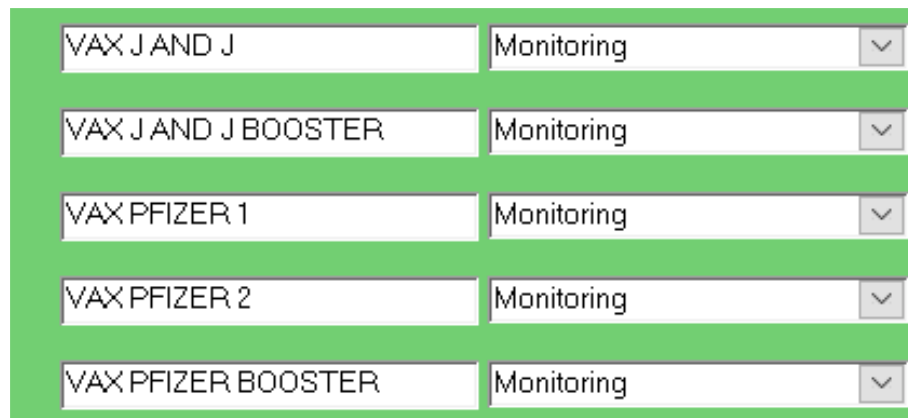 VAX J AND J Monitoring
VAX J AND J BOOSTER Monitoring
VAX PFIZER 1 Monitoring
VAX PFIZER 2 Monitoring
VAX PFIZER BOOSTER Monitoring